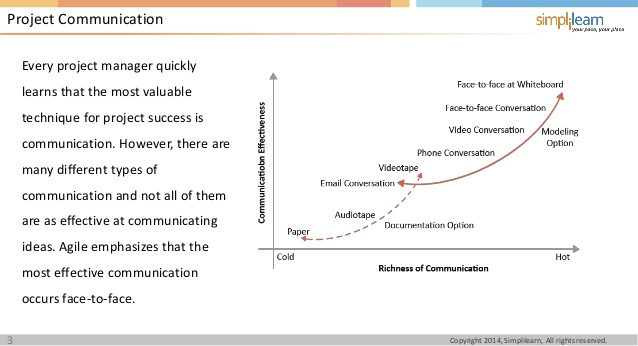 Project Communication
simplilearn
your pace, your place
Every project manager quickly
learns that the most valuable
technique for project success is
communication. However, there are
many different types of
communication and not all of them
are as effective at communicating
ideas. Agile emphasizes that the
most effective communication
occurs face-to-face.
Communicatiobn Effectiveness
Face-to-face at Whiteboard
Face-to-face Conversation
Video Conversation
Modeling
Option
Phone Conversation
Videotape
Email Conversation
Audiotape
Documentation Option
Paper
Cold
Hot
Richness of Communication
3
Copyright 2014, Simplilearn, All rights reserved.